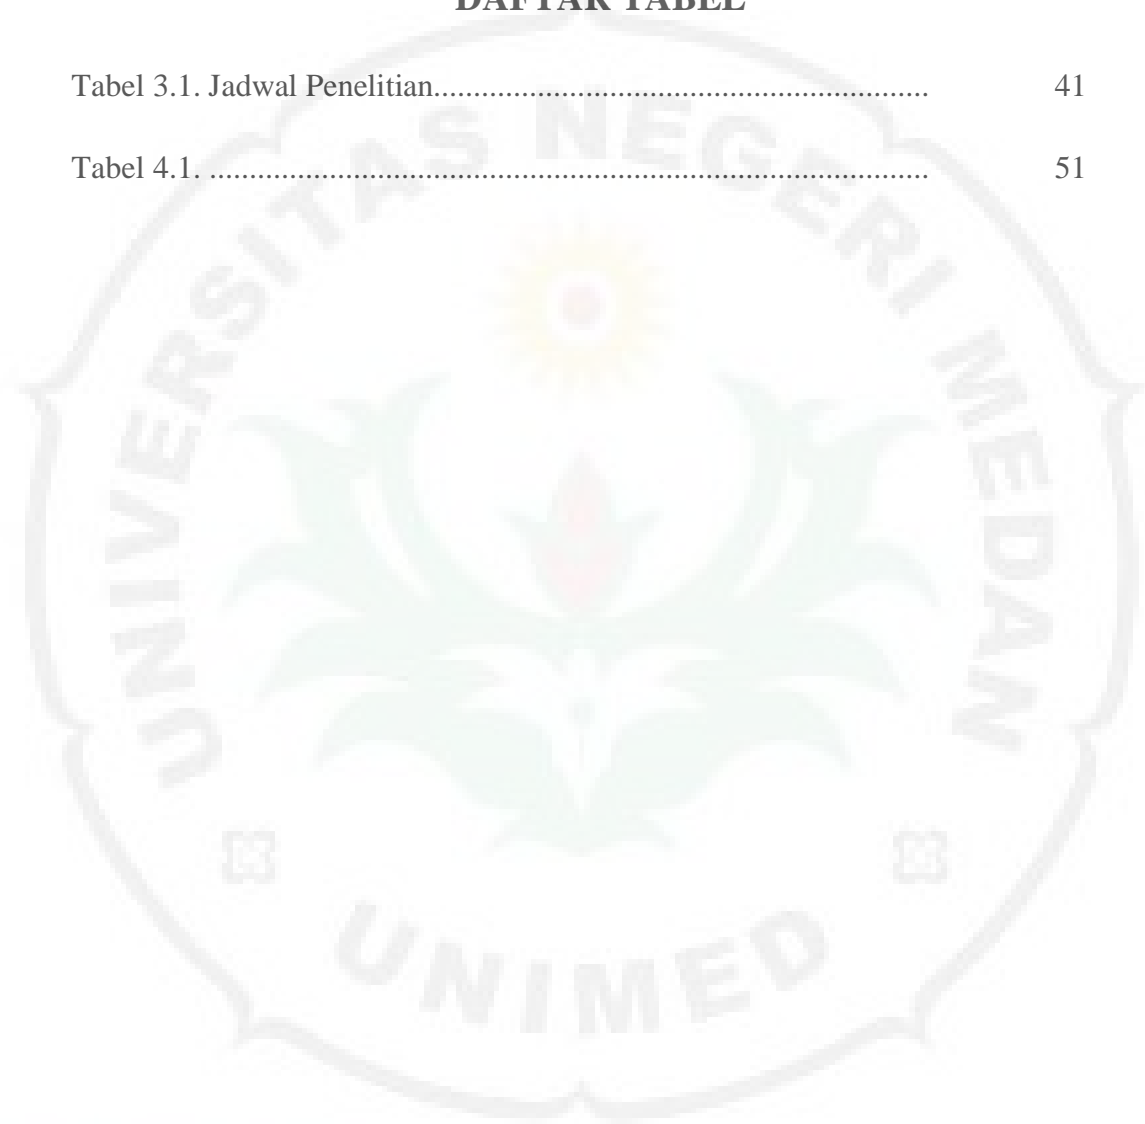 DAFTAR TABEL
Tabel 3.1. Jadwal Penelitian.............................................................. 41
Tabel 4.1. .......................................................................................... 51
UNIVERSITAS NEGERI MEDAN
UNIMED